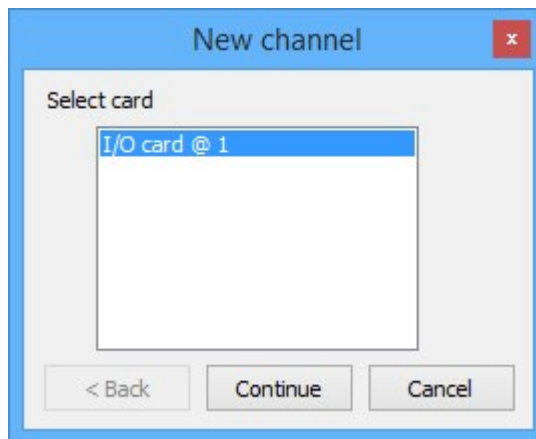 New channel
x
Select card
I/O card @ 1
< Back
Continue
Cancel